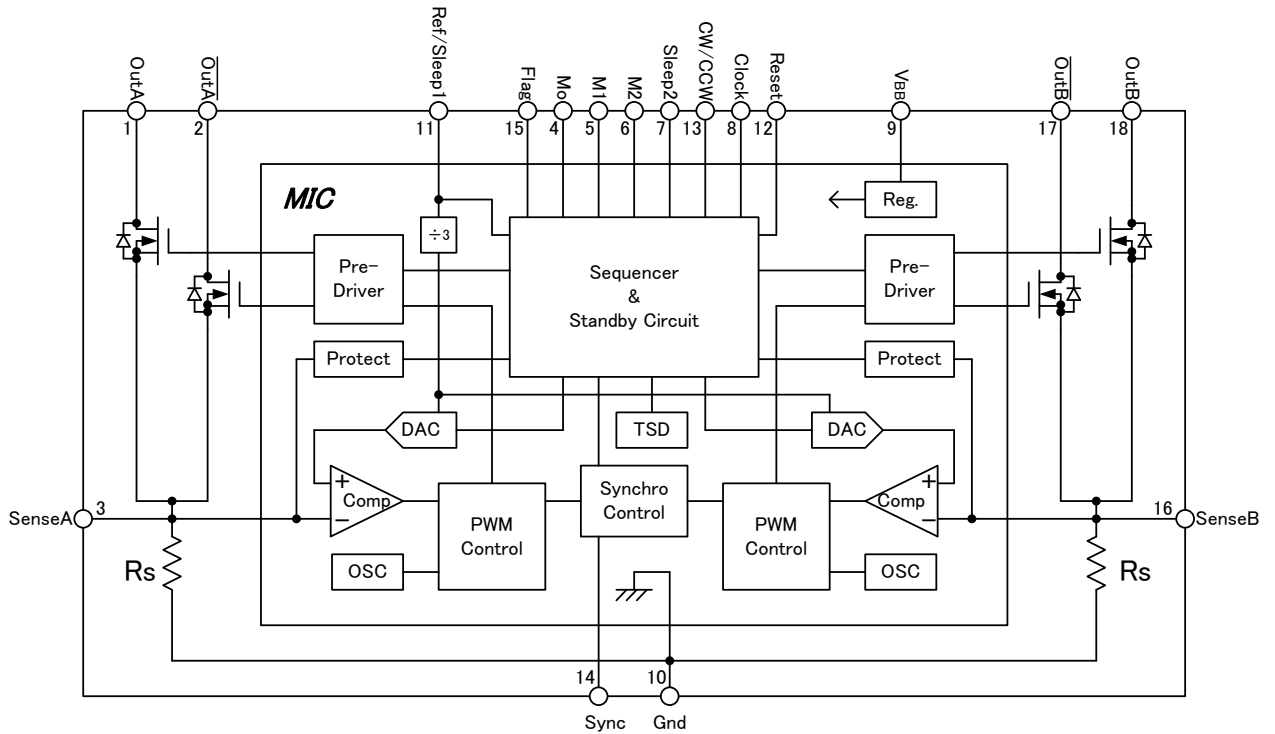 OutA
OutA
Ref/Sleep1
Flag
Mo
M1
M2
Sleep2
CW/CCW
Clock
Reset
VBB
OutB
OutB
1
2
11
15
4
5
6
7
13
8
12
9
17
18
MIC
Reg.
÷3
Pre-
Driver
Sequencer
&
Standby Circuit
Pre-
Driver
Protect
Protect
DAC
TSD
DAC
+
Comp
−
Synchro
Control
+
Comp
−
SenseA
3
PWM
Control
PWM
Control
16
SenseB
Rs
OSC
OSC
Rs
14
10
Sync
Gnd